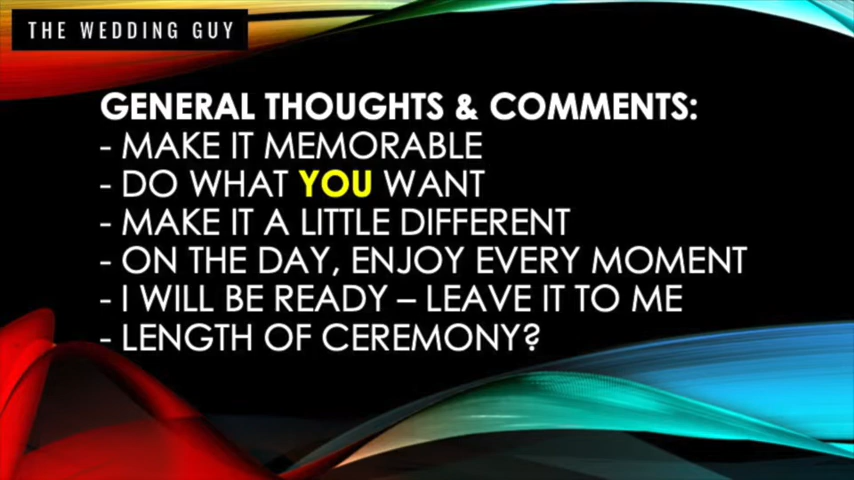 THE WEDDING GUY
GENERAL THOUGHTS & COMMENTS:
- MAKE IT MEMORABLE
- DO WHAT YOU WANT
- MAKE IT A LITTLE DIFFERENT
- ON THE DAY, ENJOY EVERY MOMENT
- I WILL BE READY – LEAVE IT TO ME
- LENGTH OF CEREMONY?